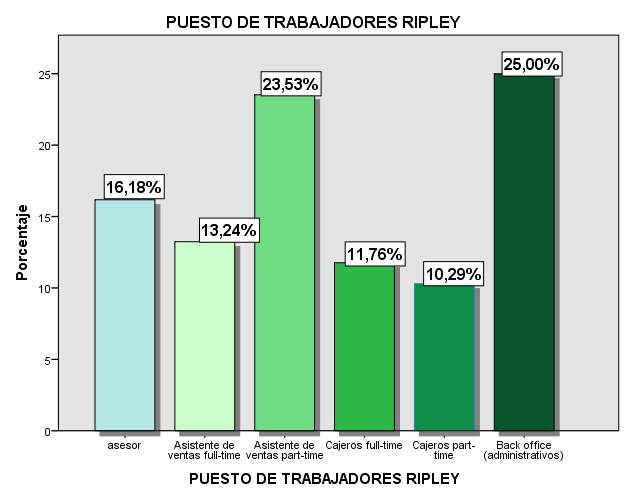 PUESTO DE TRABAJADORES RIPLEY
Porcentaje
25
20
15
10
5
0
16,18%
13,24%
23,53%
11,76%
10,29%
25,00%
asesor
Asistente de
ventas full-time
Asistente de
ventas part-time
Cajeros full-time
Cajeros part-
time
Back office
(administrativos)
PUESTO DE TRABAJADORES RIPLEY